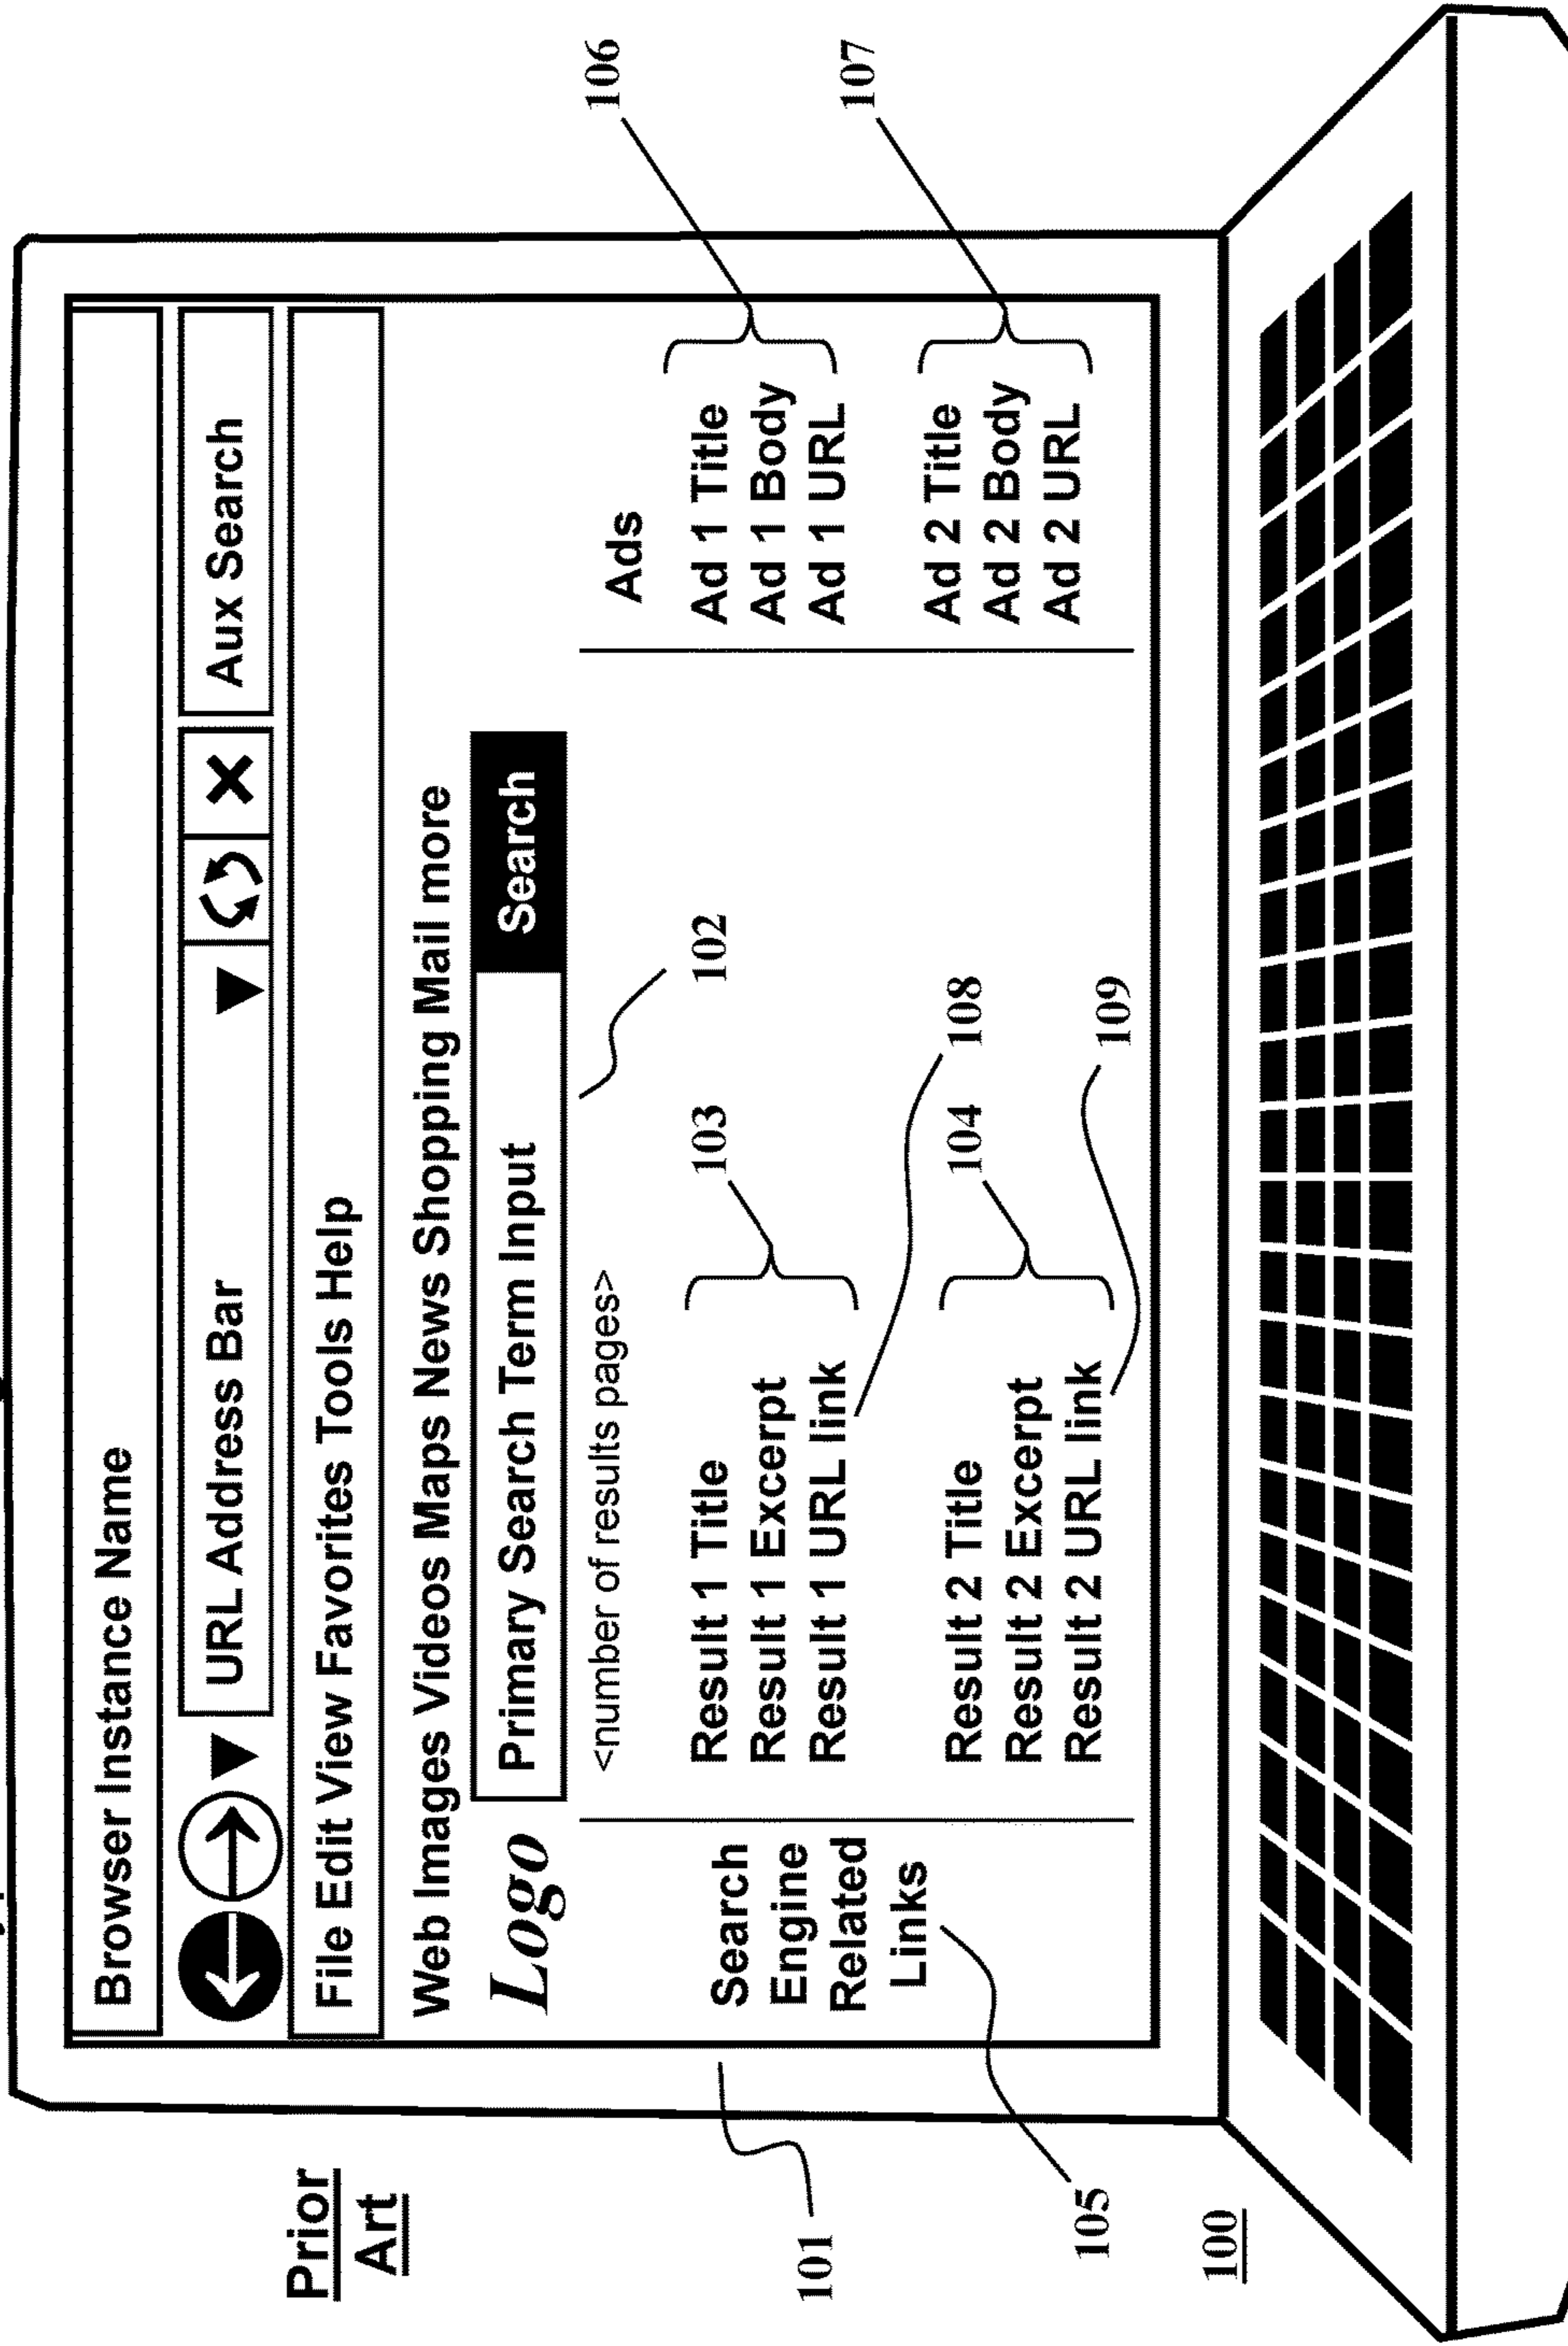 Prior
Art
Browser Instance Name
URL Address Bar
Aux Search
File Edit View Favorites Tools Help
Web Images Videos Maps News Shopping Mail more
Logo
Primary Search Term Input
Search
102
<number of results pages>
Search
Engine
Related
Links
Result 1 Title
Result 1 Excerpt
Result 1 URL link
103
108
Result 2 Title
Result 2 Excerpt
Result 2 URL link
104
109
Ads
Ad 1 Title
Ad 1 Body
Ad 1 URL
106
Ad 2 Title
Ad 2 Body
Ad 2 URL
107
101
105
100